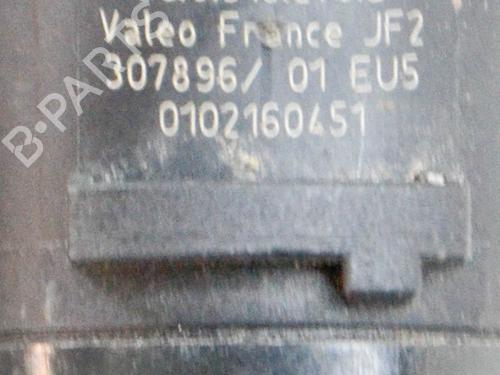 Valeo France JF2
307896/ 01 EU5
0102160451
B-PARTS